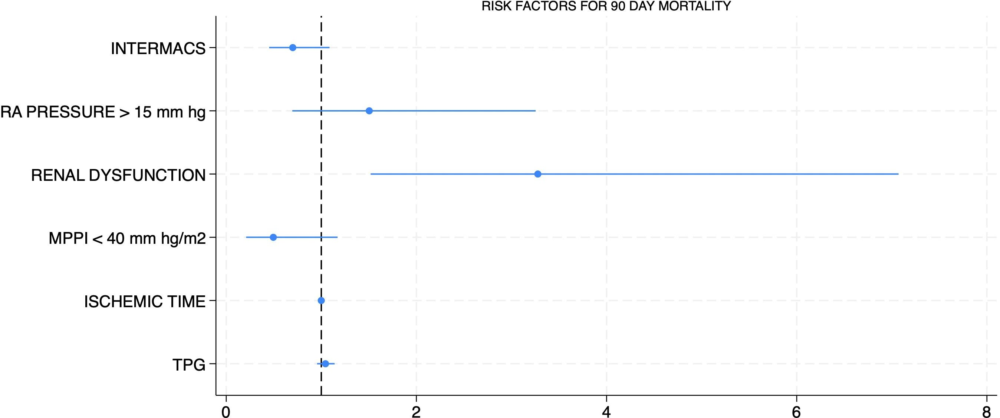 RISK FACTORS FOR 90 DAY MORTALITY
INTERMACS
RA PRESSURE > 15 mm hg
RENAL DYSFUNCTION
MPPI < 40 mm hg/m2
ISCHEMIC TIME
TPG
0 2 4 6 8